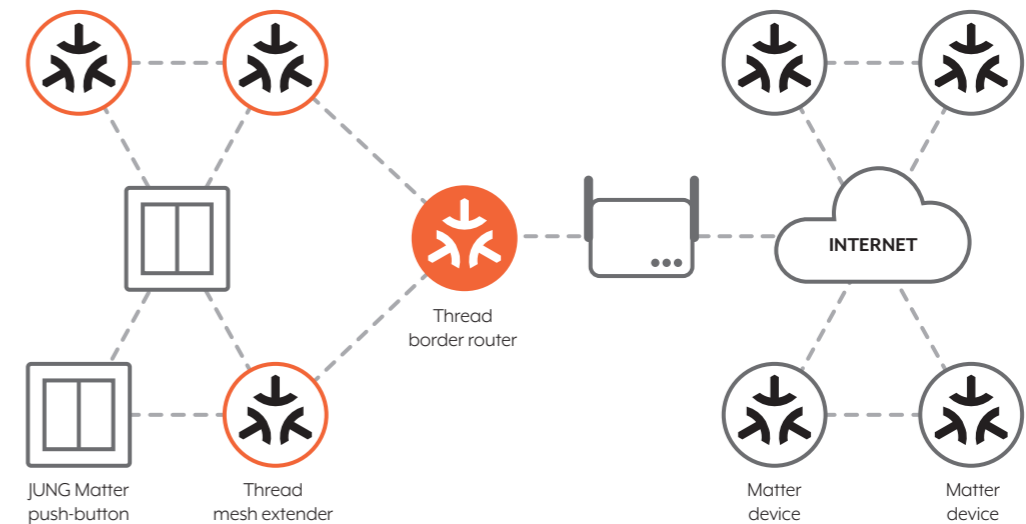 INTERNET
Thread
border router
JUNG Matter
push-button
Thread
mesh extender
Matter
device
Matter
device